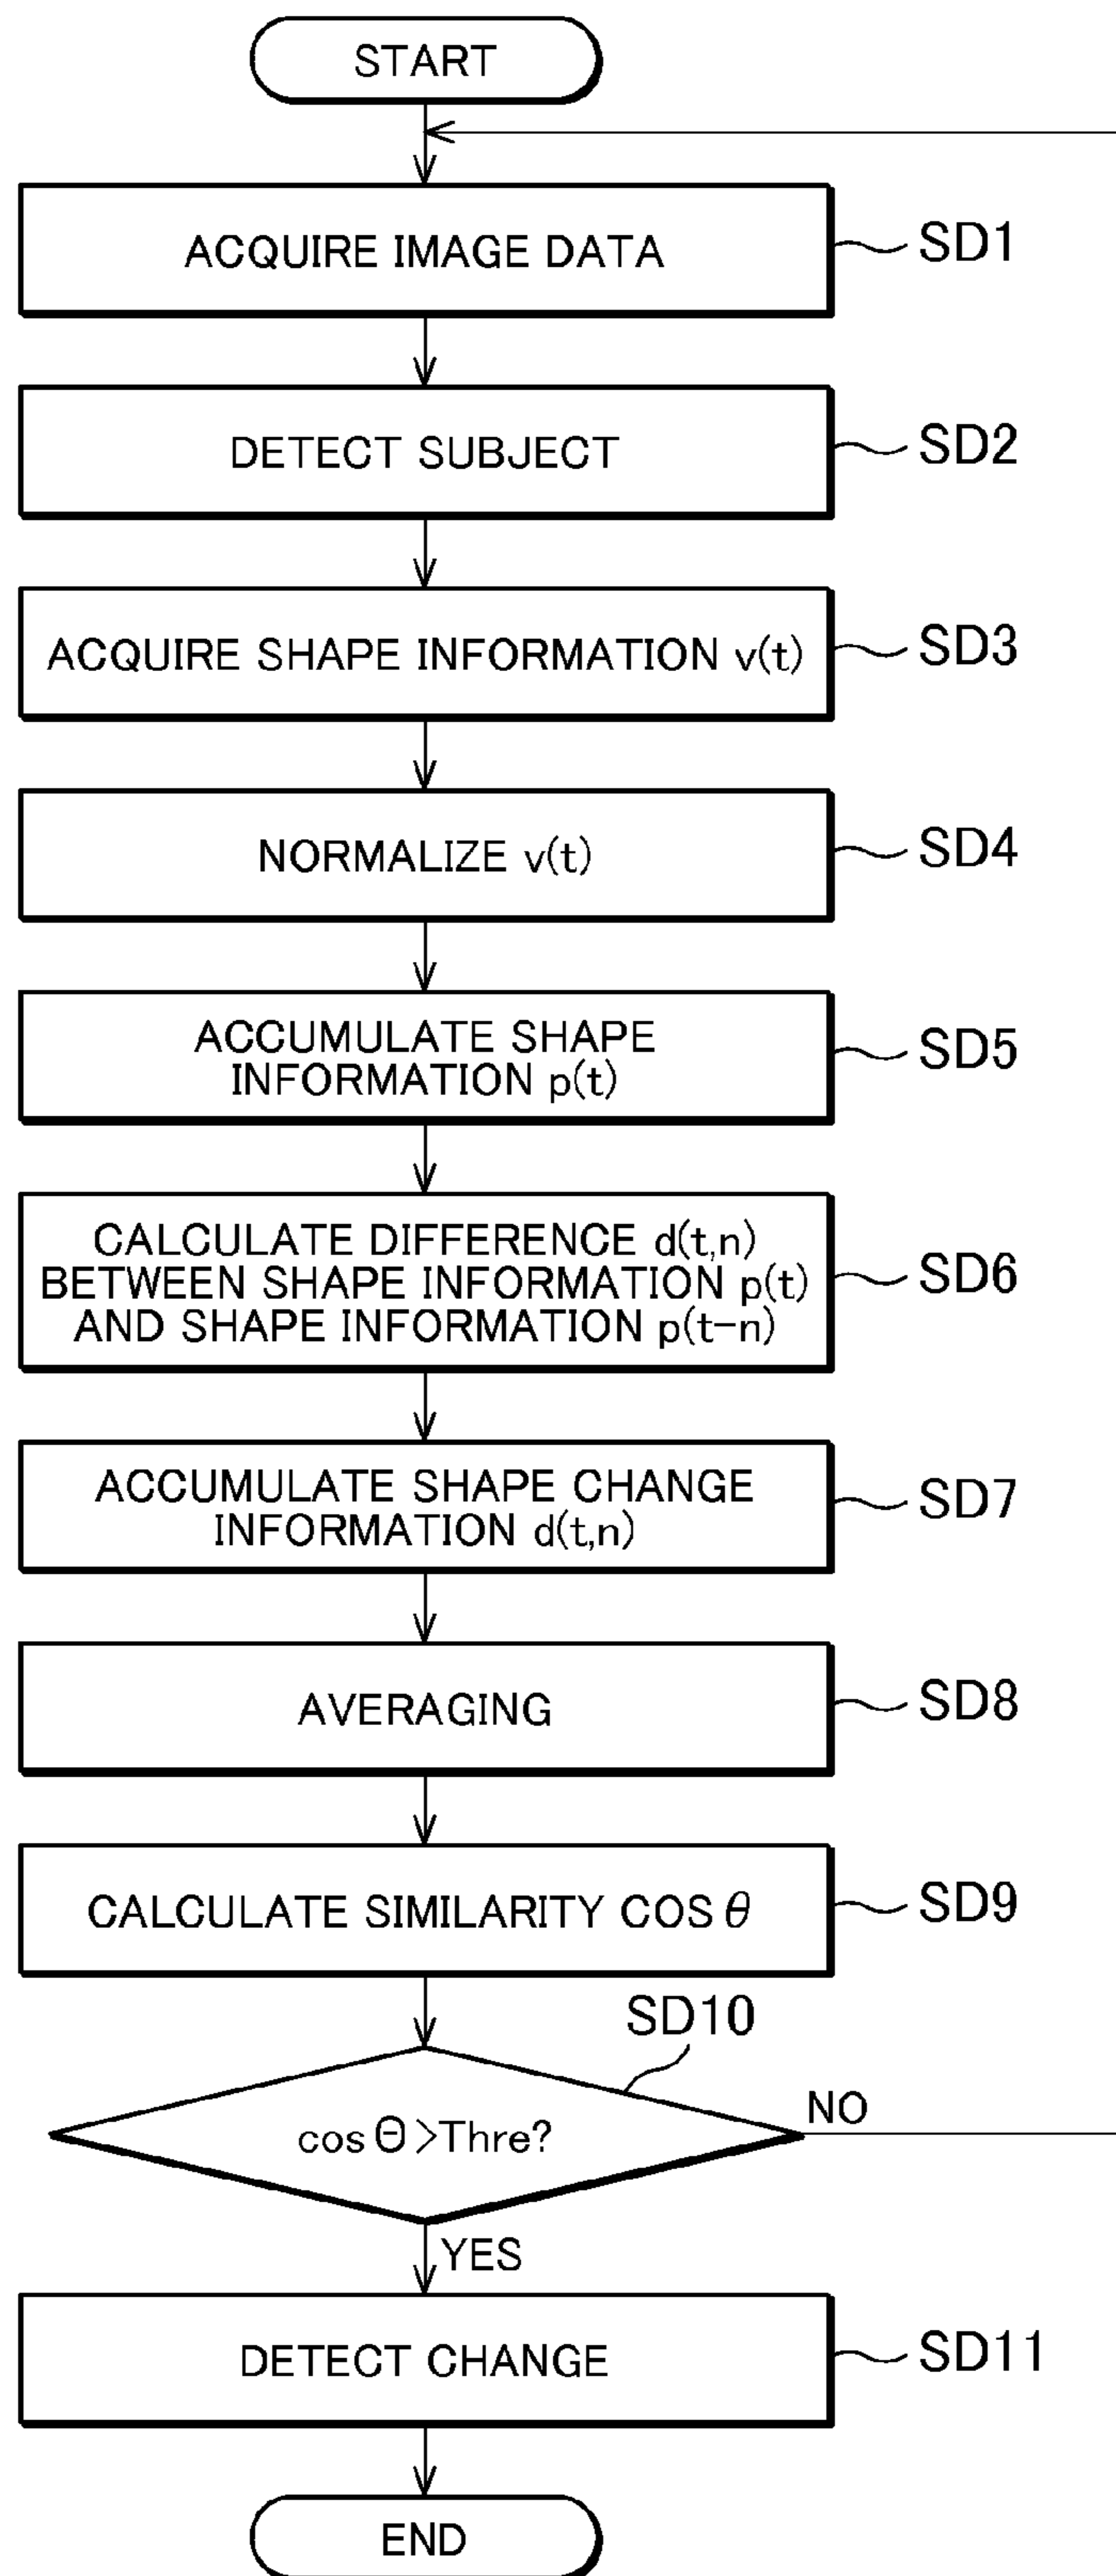 START
ACQUIRE IMAGE DATA
SD1
DETECT SUBJECT
SD2
ACQUIRE SHAPE INFORMATION v(t)
SD3
NORMALIZE v(t)
SD4
ACCUMULATE SHAPE
INFORMATION p(t)
SD5
CALCULATE DIFFERENCE d(t,n)
BETWEEN SHAPE INFORMATION p(t)
AND SHAPE INFORMATION p(t-n)
SD6
ACCUMULATE SHAPE CHANGE
INFORMATION d(t,n)
SD7
AVERAGING
SD8
CALCULATE SIMILARITY COS θ
SD9
SD10
cos Θ >Thre?
NO
YES
DETECT CHANGE
SD11
END